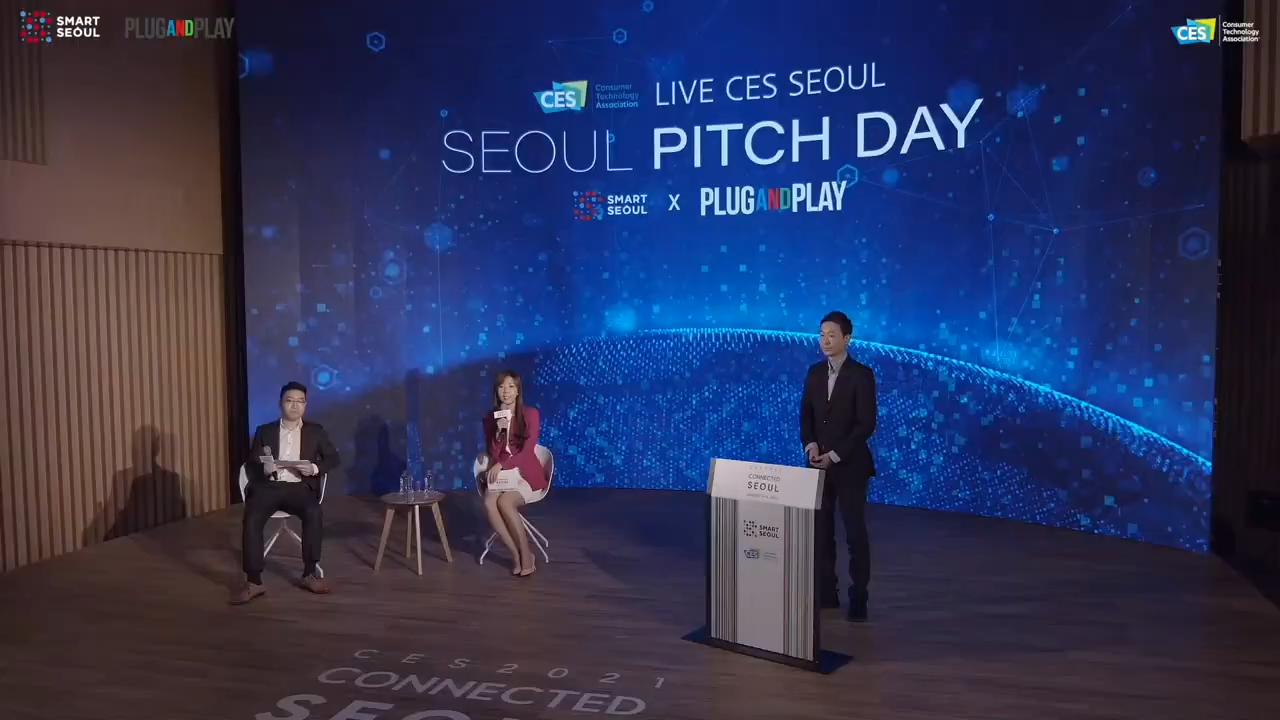 SMART
SEOUL
PLUGANDPLAY
CES
Consumer
Technology
Association
CES
Consumer
Technology
Association
LIVE CES SEOUL
SEOUL PITCH DAY
SMART
SEOUL
X
PLUGANDPLAY
CONNECTED
SEOUL
SMART
SEOUL
CES
CES2021
CONNECTED